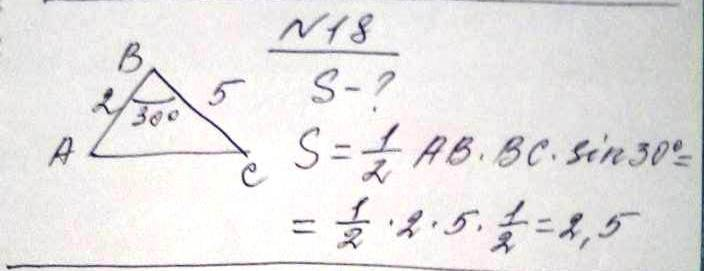 N18
B
2 30° 5
S-?
A C
S = 1/2 AB · BC · sin30° =
= 1/2 · 2 · 5 · 1/2 = 2,5